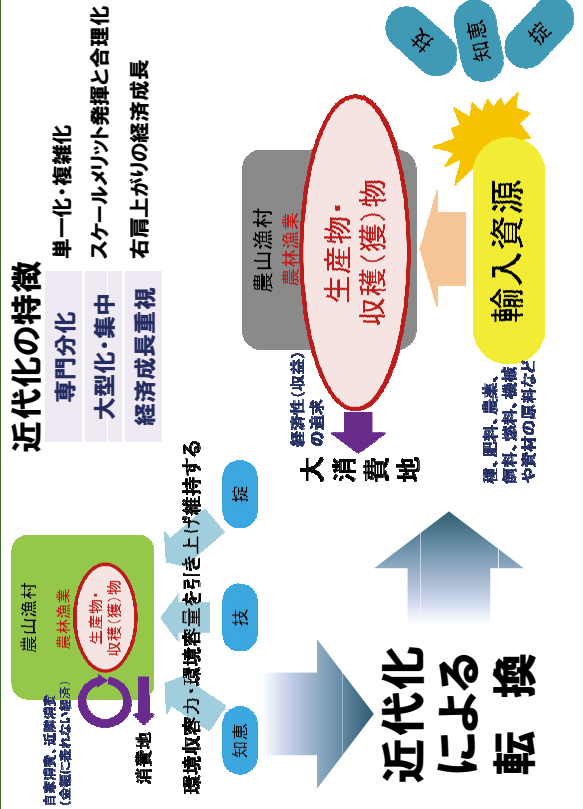 近代化の特徴
専門分化
単一化・複雑化
大型化・集中
スケールメリット発揮と合理化
経済成長重視
右肩上がりの経済成長
農山漁村
農林漁業
生産物・
収穫(獲)物
自家消費、近隣消費
(金額に表れない経済)
消費地
環境収容力・環境容量を引き上げ維持する
知恵
技
掟
近代化
による
転換
農山漁村
農林漁業
生産物・
収穫(獲)物
経済性(収益)
の追求
大消費地
輸入資源
種、肥料、農薬、
飼料、燃料、機械
や資材の原料など
技
知恵
掟